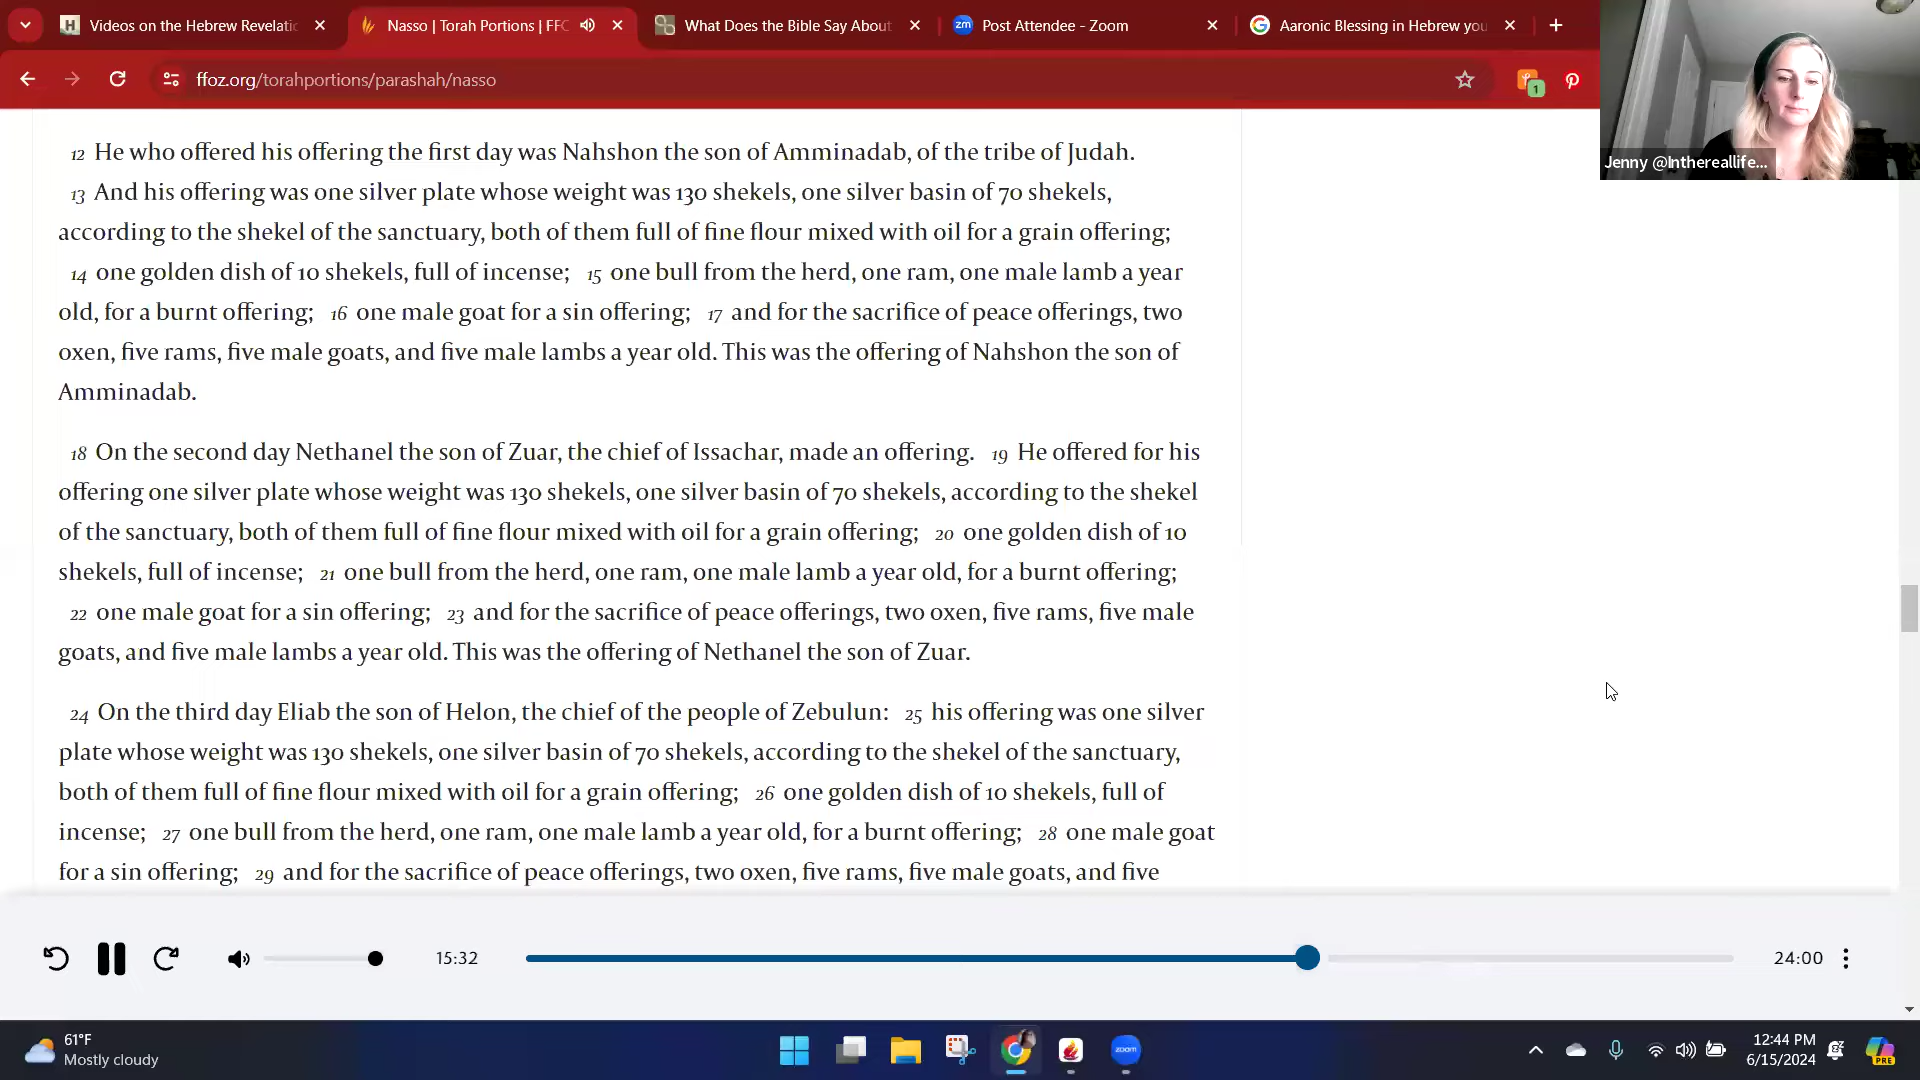 Videos on the Hebrew Revelatio
Nasso | Torah Portions | FFO
What Does the Bible Say About
zm Post Attendee - Zoom
Aaronic Blessing in Hebrew you
ffoz.org/torahportions/parashah/nasso
1
Jenny @Inthereallife...
12 He who offered his offering the first day was Nahshon the son of Amminadab, of the tribe of Judah.
13 And his offering was one silver plate whose weight was 130 shekels, one silver basin of 70 shekels,
according to the shekel of the sanctuary, both of them full of fine flour mixed with oil for a grain offering;
14 one golden dish of 10 shekels, full of incense; 15 one bull from the herd, one ram, one male lamb a year
old, for a burnt offering; 16 one male goat for a sin offering; 17 and for the sacrifice of peace offerings, two
oxen, five rams, five male goats, and five male lambs a year old. This was the offering of Nahshon the son of
Amminadab.
18 On the second day Nethanel the son of Zuar, the chief of Issachar, made an offering. 19 He offered for his
offering one silver plate whose weight was 130 shekels, one silver basin of 70 shekels, according to the shekel
of the sanctuary, both of them full of fine flour mixed with oil for a grain offering; 20 one golden dish of 10
shekels, full of incense; 21 one bull from the herd, one ram, one male lamb a year old, for a burnt offering;
22 one male goat for a sin offering; 23 and for the sacrifice of peace offerings, two oxen, five rams, five male
goats, and five male lambs a year old. This was the offering of Nethanel the son of Zuar.
24 On the third day Eliab the son of Helon, the chief of the people of Zebulun: 25 his offering was one silver
plate whose weight was 130 shekels, one silver basin of 70 shekels, according to the shekel of the sanctuary,
both of them full of fine flour mixed with oil for a grain offering; 26 one golden dish of 10 shekels, full of
incense; 27 one bull from the herd, one ram, one male lamb a year old, for a burnt offering; 28 one male goat
for a sin offering; 29 and for the sacrifice of peace offerings, two oxen, five rams, five male goats, and five
15:32
24:00
61°F
Mostly cloudy
zoom
12:44 PM
6/15/2024
PRE